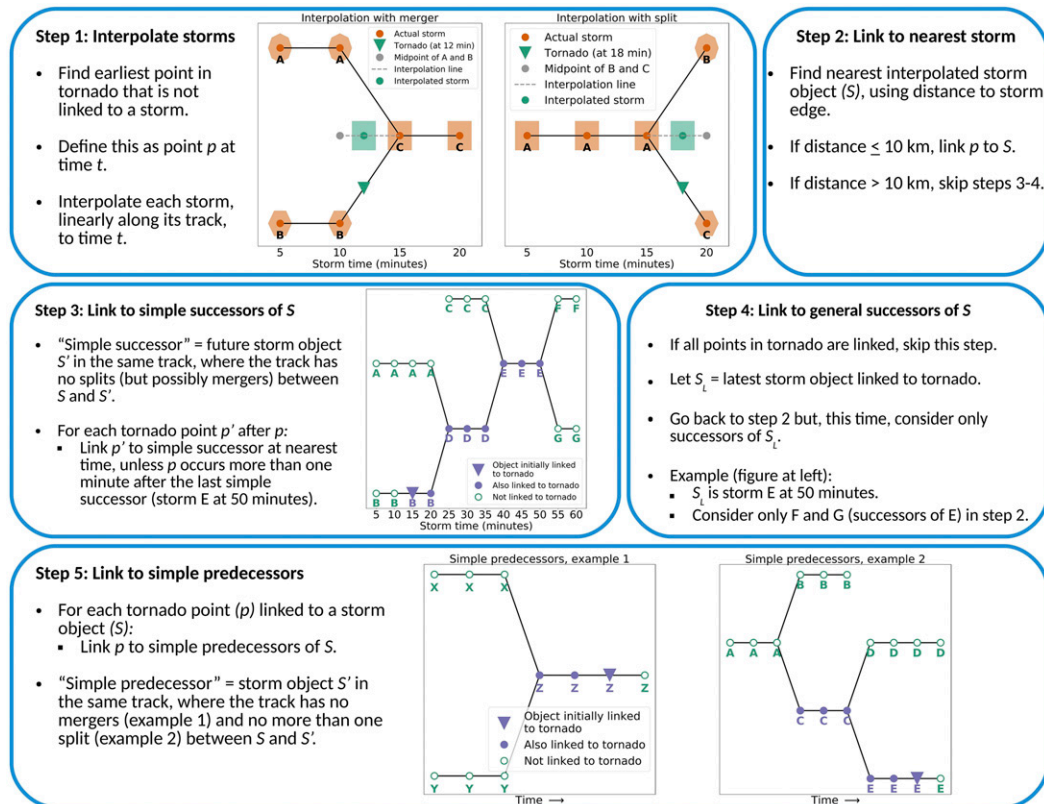 Step 1: Interpolate storms
• Find earliest point in
tornado that is not
linked to a storm.
• Define this as point p at
time t.
• Interpolate each storm,
linearly along its track,
to time t.
Interpolation with merger
Actual storm
Tornado (at 12 min)
Midpoint of A and B
Interpolation line
Interpolated storm
A A
C C
B B
5 10 15 20
Storm time (minutes)
Interpolation with split
Actual storm
Tornado (at 18 min)
Midpoint of B and C
Interpolation line
Interpolated storm
B
A A A
C
5 10 15 20
Storm time (minutes)
Step 2: Link to nearest storm
• Find nearest interpolated storm
object (S), using distance to storm
edge.
• If distance ≤ 10 km, link p to S.
• If distance > 10 km, skip steps 3-4.
Step 3: Link to simple successors of S
• “Simple successor” = future storm
object S’ in the same track, where the track has
no splits (but possibly mergers) between
S and S’.
• For each tornado point p’ after p:
▪ Link p’ to simple successor at nearest
time, unless p occurs more than one
minute after the last simple
successor (storm E at 50 minutes).
C C C F F
A A A A E E E
D D D G G
Object initially linked
to tornado
Also linked to tornado
Not linked to tornado
B B B B
5 10 15 20 25 30 35 40 45 50 55 60
Storm time (minutes)
Step 4: Link to general successors of S
• If all points in tornado are linked, skip this step.
• Let S_L = latest storm object linked to tornado.
• Go back to step 2 but, this time, consider only
successors of S_L.
• Example (figure at left):
▪ S_L is storm E at 50 minutes.
▪ Consider only F and G (successors of E) in step 2.
Step 5: Link to simple predecessors
• For each tornado point (p) linked to a storm
object (S):
▪ Link p to simple predecessors of S.
• “Simple predecessor” = storm object S’ in
the same track, where the track has no
mergers (example 1) and no more than one
split (example 2) between S and S’.
Simple predecessors, example 1
X X X
Z Z Z Z
Object initially linked
to tornado
Also linked to tornado
Not linked to tornado
Y Y Y
Time →
Simple predecessors, example 2
B B B
A A A D D D D
C C C
E E E E
Time →